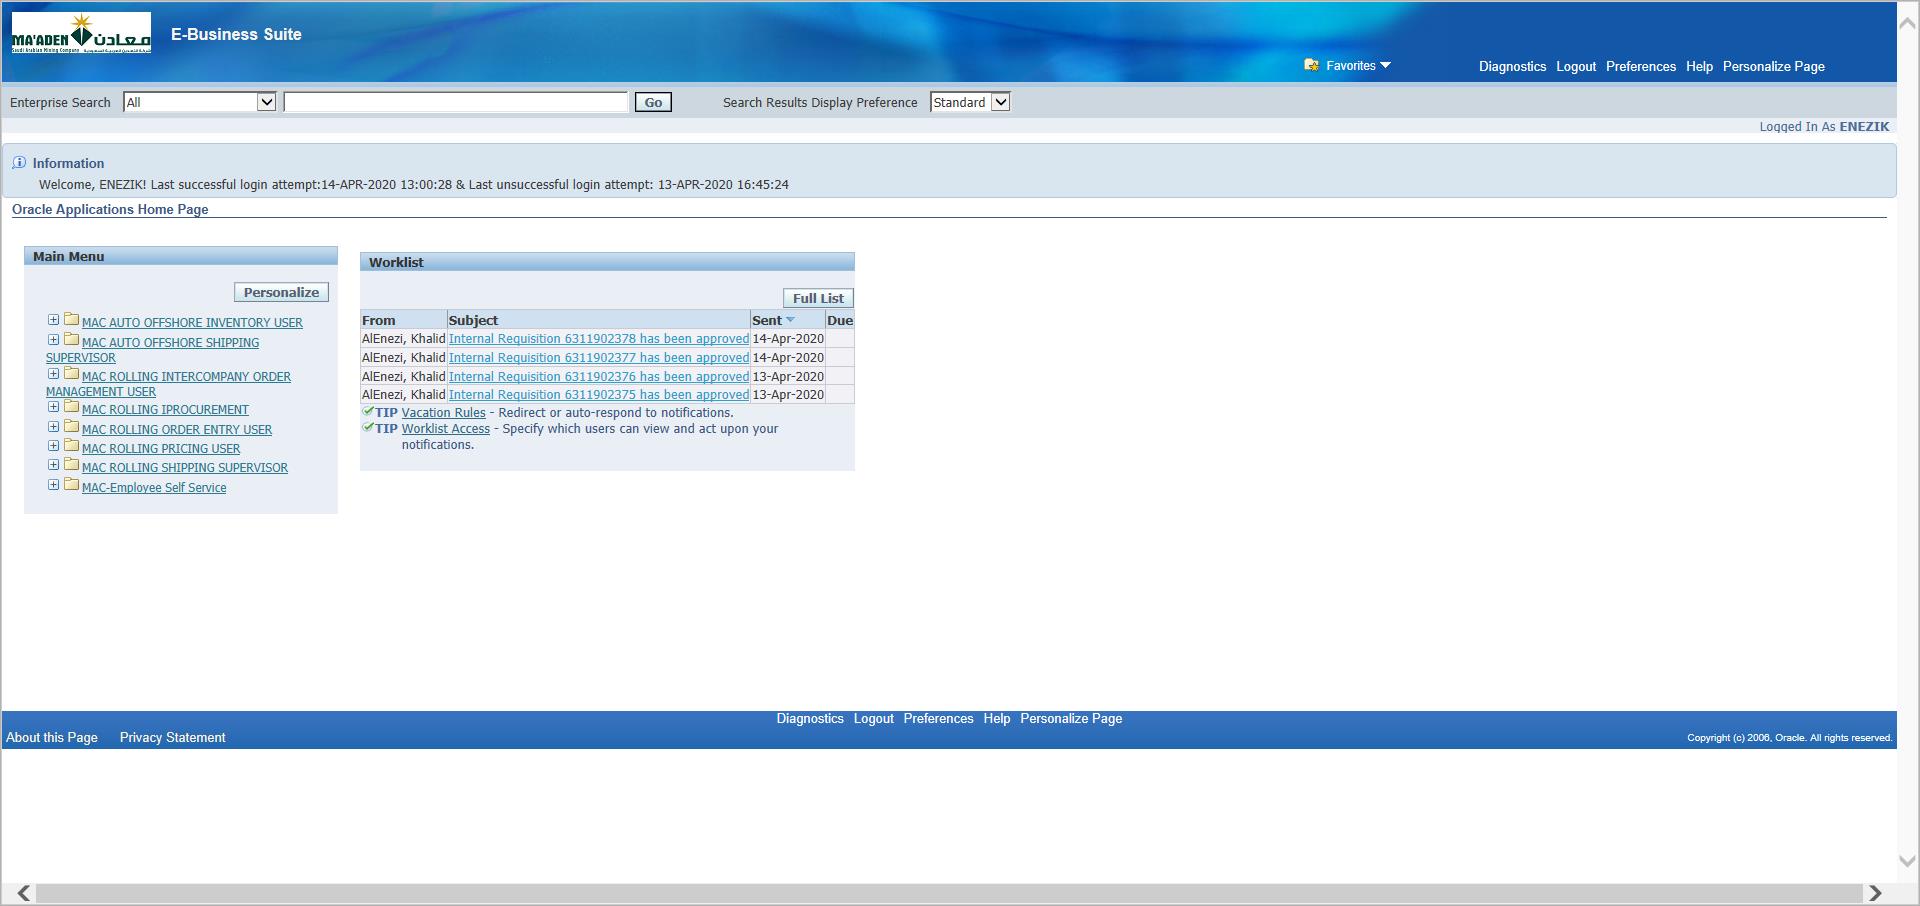 MA'ADEN معادن
Saudi Arabian Mining Company
E-Business Suite
Favorites
Diagnostics Logout Preferences Help Personalize Page
Enterprise Search All Go Search Results Display Preference Standard
Logged In As ENEZIK
Information
Welcome, ENEZIK! Last successful login attempt:14-APR-2020 13:00:28 & Last unsuccessful login attempt: 13-APR-2020 16:45:24
Oracle Applications Home Page
Main Menu
Personalize
MAC AUTO OFFSHORE INVENTORY USER
MAC AUTO OFFSHORE SHIPPING
SUPERVISOR
MAC ROLLING INTERCOMPANY ORDER
MANAGEMENT USER
MAC ROLLING IPROCUREMENT
MAC ROLLING ORDER ENTRY USER
MAC ROLLING PRICING USER
MAC ROLLING SHIPPING SUPERVISOR
MAC-Employee Self Service
Worklist
Full List
From Subject Sent Due
AlEnezi, Khalid Internal Requisition 6311902378 has been approved 14-Apr-2020
AlEnezi, Khalid Internal Requisition 6311902377 has been approved 14-Apr-2020
AlEnezi, Khalid Internal Requisition 6311902376 has been approved 13-Apr-2020
AlEnezi, Khalid Internal Requisition 6311902375 has been approved 13-Apr-2020
TIP Vacation Rules - Redirect or auto-respond to notifications.
TIP Worklist Access - Specify which users can view and act upon your
notifications.
Diagnostics Logout Preferences Help Personalize Page
About this Page Privacy Statement
Copyright (c) 2006, Oracle. All rights reserved.